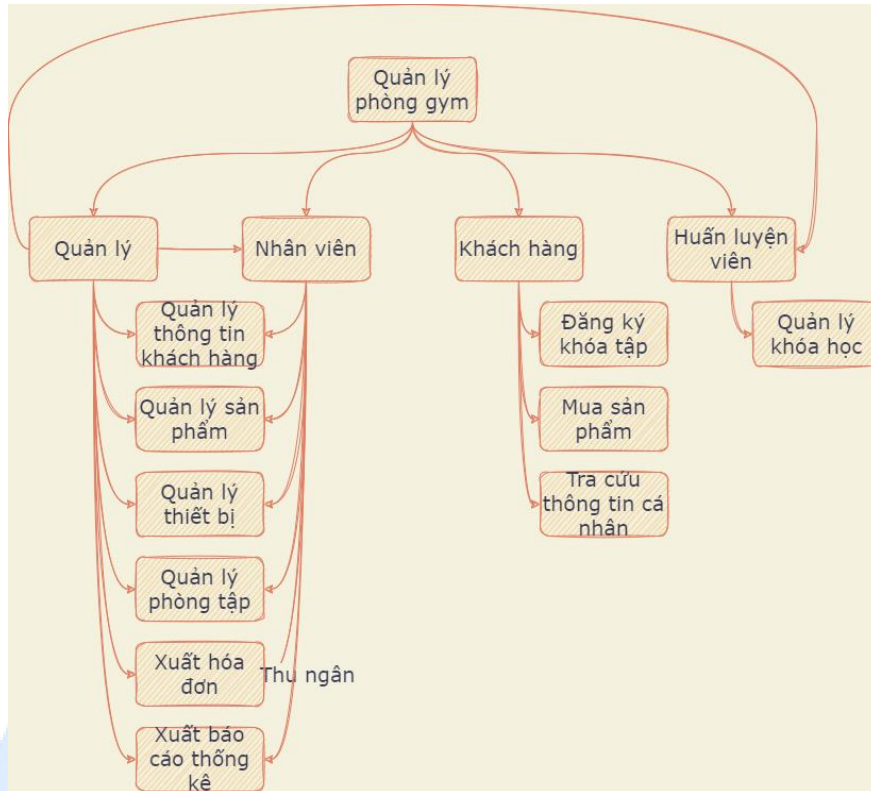 Quản lý
phòng gym
Quản lý
Nhân viên
Khách hàng
Huấn luyện
viên
Quản lý
thông tin
khách hàng
Đăng ký
khóa tập
Quản lý
khóa học
Quản lý sản
phẩm
Mua sản
phẩm
Quản lý
thiết bị
Tra cứu
thông tin cá
nhân
Quản lý
phòng tập
Xuất hóa
đơn
Thu ngân
Xuất báo
cáo thống
kê